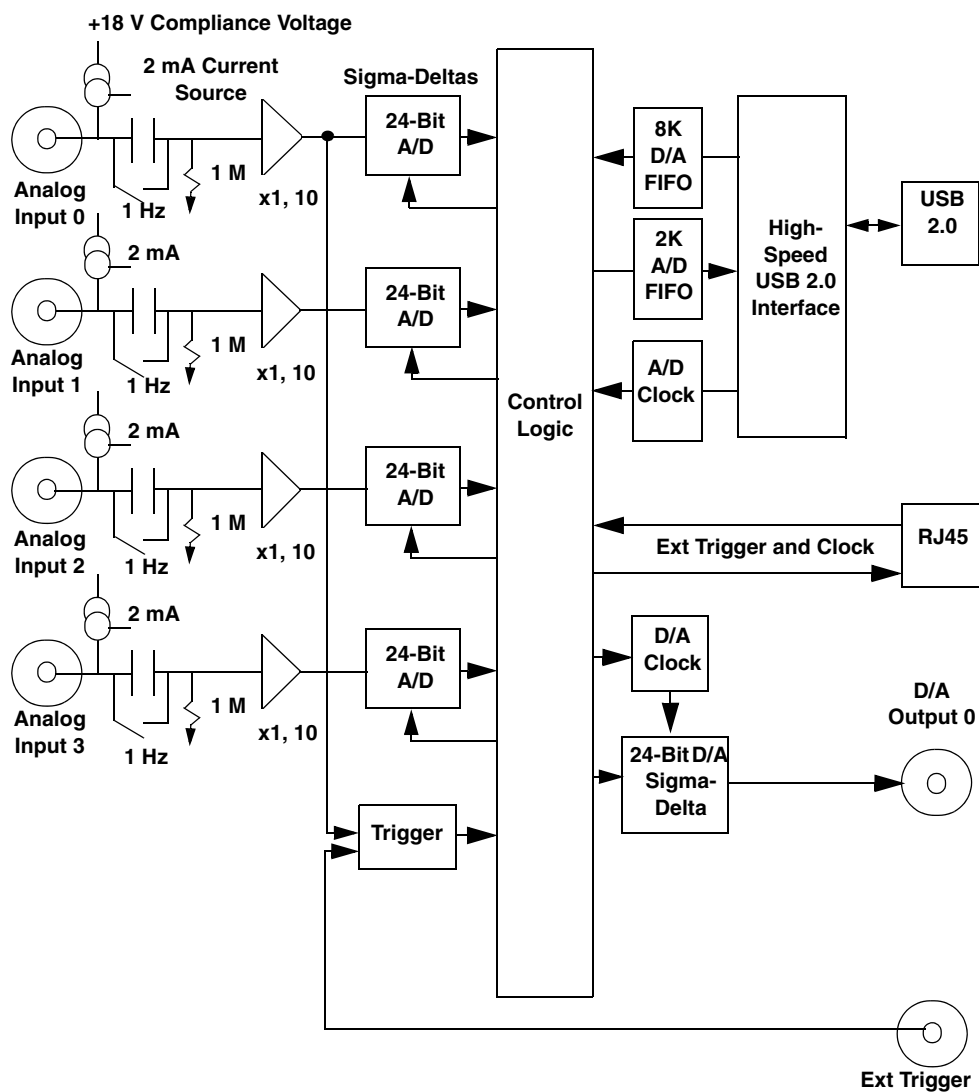 +18 V Compliance Voltage
2 mA Current
Source
Sigma-Deltas
24-Bit
A/D
1 M
x1, 10
1 Hz
Analog
Input 0
8K
D/A
FIFO
High-
Speed
USB 2.0
Interface
USB
2.0
2 mA
24-Bit
A/D
1 M
x1, 10
1 Hz
Analog
Input 1
2K
A/D
FIFO
A/D
Clock
Control
Logic
2 mA
24-Bit
A/D
1 M
x1, 10
1 Hz
Analog
Input 2
Ext Trigger and Clock
RJ45
2 mA
24-Bit
A/D
1 M
x1, 10
1 Hz
Analog
Input 3
D/A
Clock
D/A
Output 0
24-Bit D/A
Sigma-
Delta
Trigger
Ext Trigger